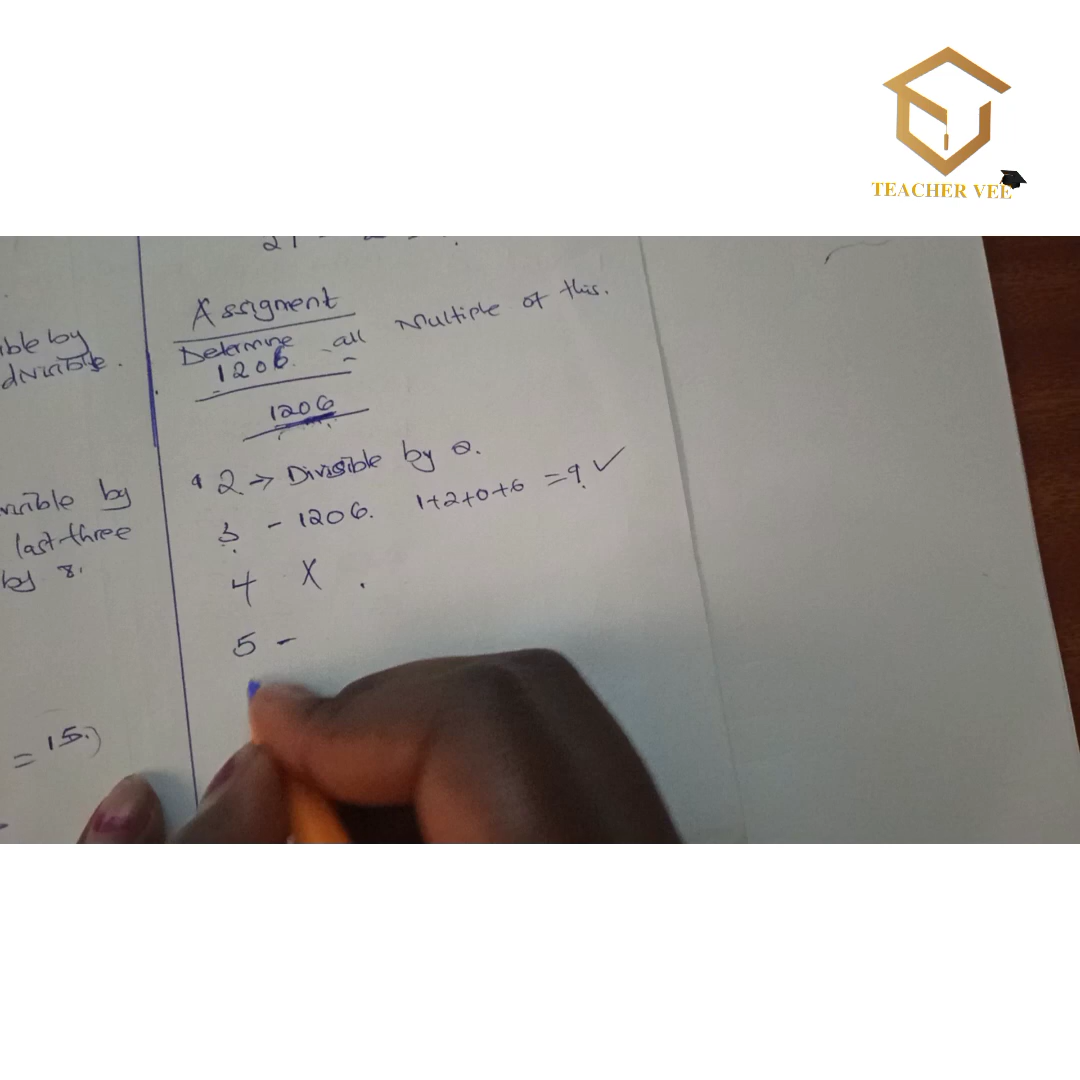 TEACHER VEE
Assigment
Determine all Multiple of this.
1206.
1206
2 → Divisible by 2.
3 - 1206. 1+2+0+6 = 9. ✓
4 X .
5 -
ible by
divisible.
visible by
last three
by 8.
= 15.)